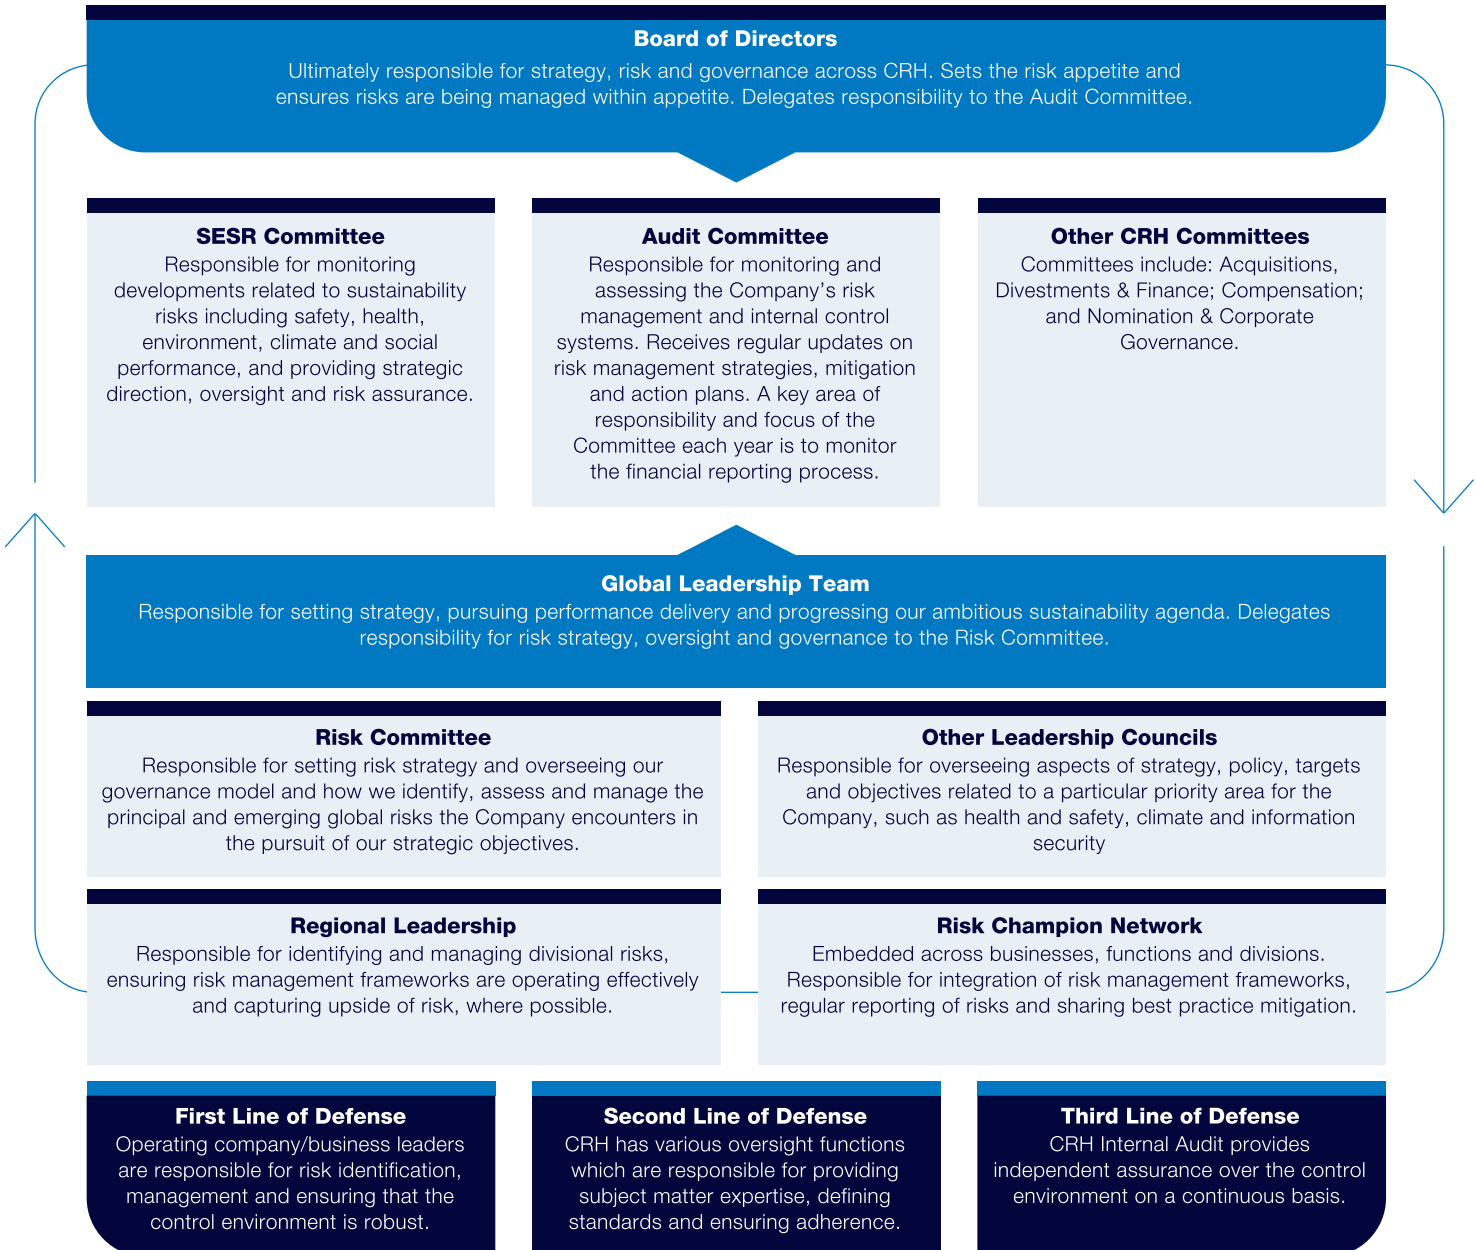 Board of Directors
Ultimately responsible for strategy, risk and governance across CRH. Sets the risk appetite and
ensures risks are being managed within appetite. Delegates responsibility to the Audit Committee.
SESR Committee
Responsible for monitoring
developments related to sustainability
risks including safety, health,
environment, climate and social
performance, and providing strategic
direction, oversight and risk assurance.
Audit Committee
Responsible for monitoring and
assessing the Company’s risk
management and internal control
systems. Receives regular updates on
risk management strategies, mitigation
and action plans. A key area of
responsibility and focus of the
Committee each year is to monitor
the financial reporting process.
Other CRH Committees
Committees include: Acquisitions,
Divestments & Finance; Compensation;
and Nomination & Corporate
Governance.
Global Leadership Team
Responsible for setting strategy, pursuing performance delivery and progressing our ambitious sustainability agenda. Delegates
responsibility for risk strategy, oversight and governance to the Risk Committee.
Risk Committee
Responsible for setting risk strategy and overseeing our
governance model and how we identify, assess and manage the
principal and emerging global risks the Company encounters in
the pursuit of our strategic objectives.
Other Leadership Councils
Responsible for overseeing aspects of strategy, policy, targets
and objectives related to a particular priority area for the
Company, such as health and safety, climate and information
security
Regional Leadership
Responsible for identifying and managing divisional risks,
ensuring risk management frameworks are operating effectively
and capturing upside of risk, where possible.
Risk Champion Network
Embedded across businesses, functions and divisions.
Responsible for integration of risk management frameworks,
regular reporting of risks and sharing best practice mitigation.
First Line of Defense
Operating company/business leaders
are responsible for risk identification,
management and ensuring that the
control environment is robust.
Second Line of Defense
CRH has various oversight functions
which are responsible for providing
subject matter expertise, defining
standards and ensuring adherence.
Third Line of Defense
CRH Internal Audit provides
independent assurance over the control
environment on a continuous basis.